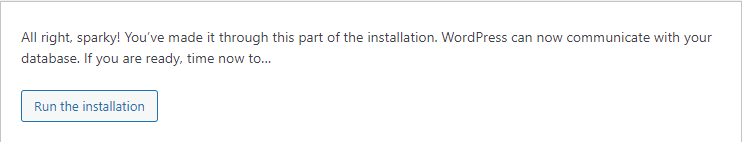 All right, sparky! You’ve made it through this part of the installation. WordPress can now communicate with your
database. If you are ready, time now to…
Run the installation